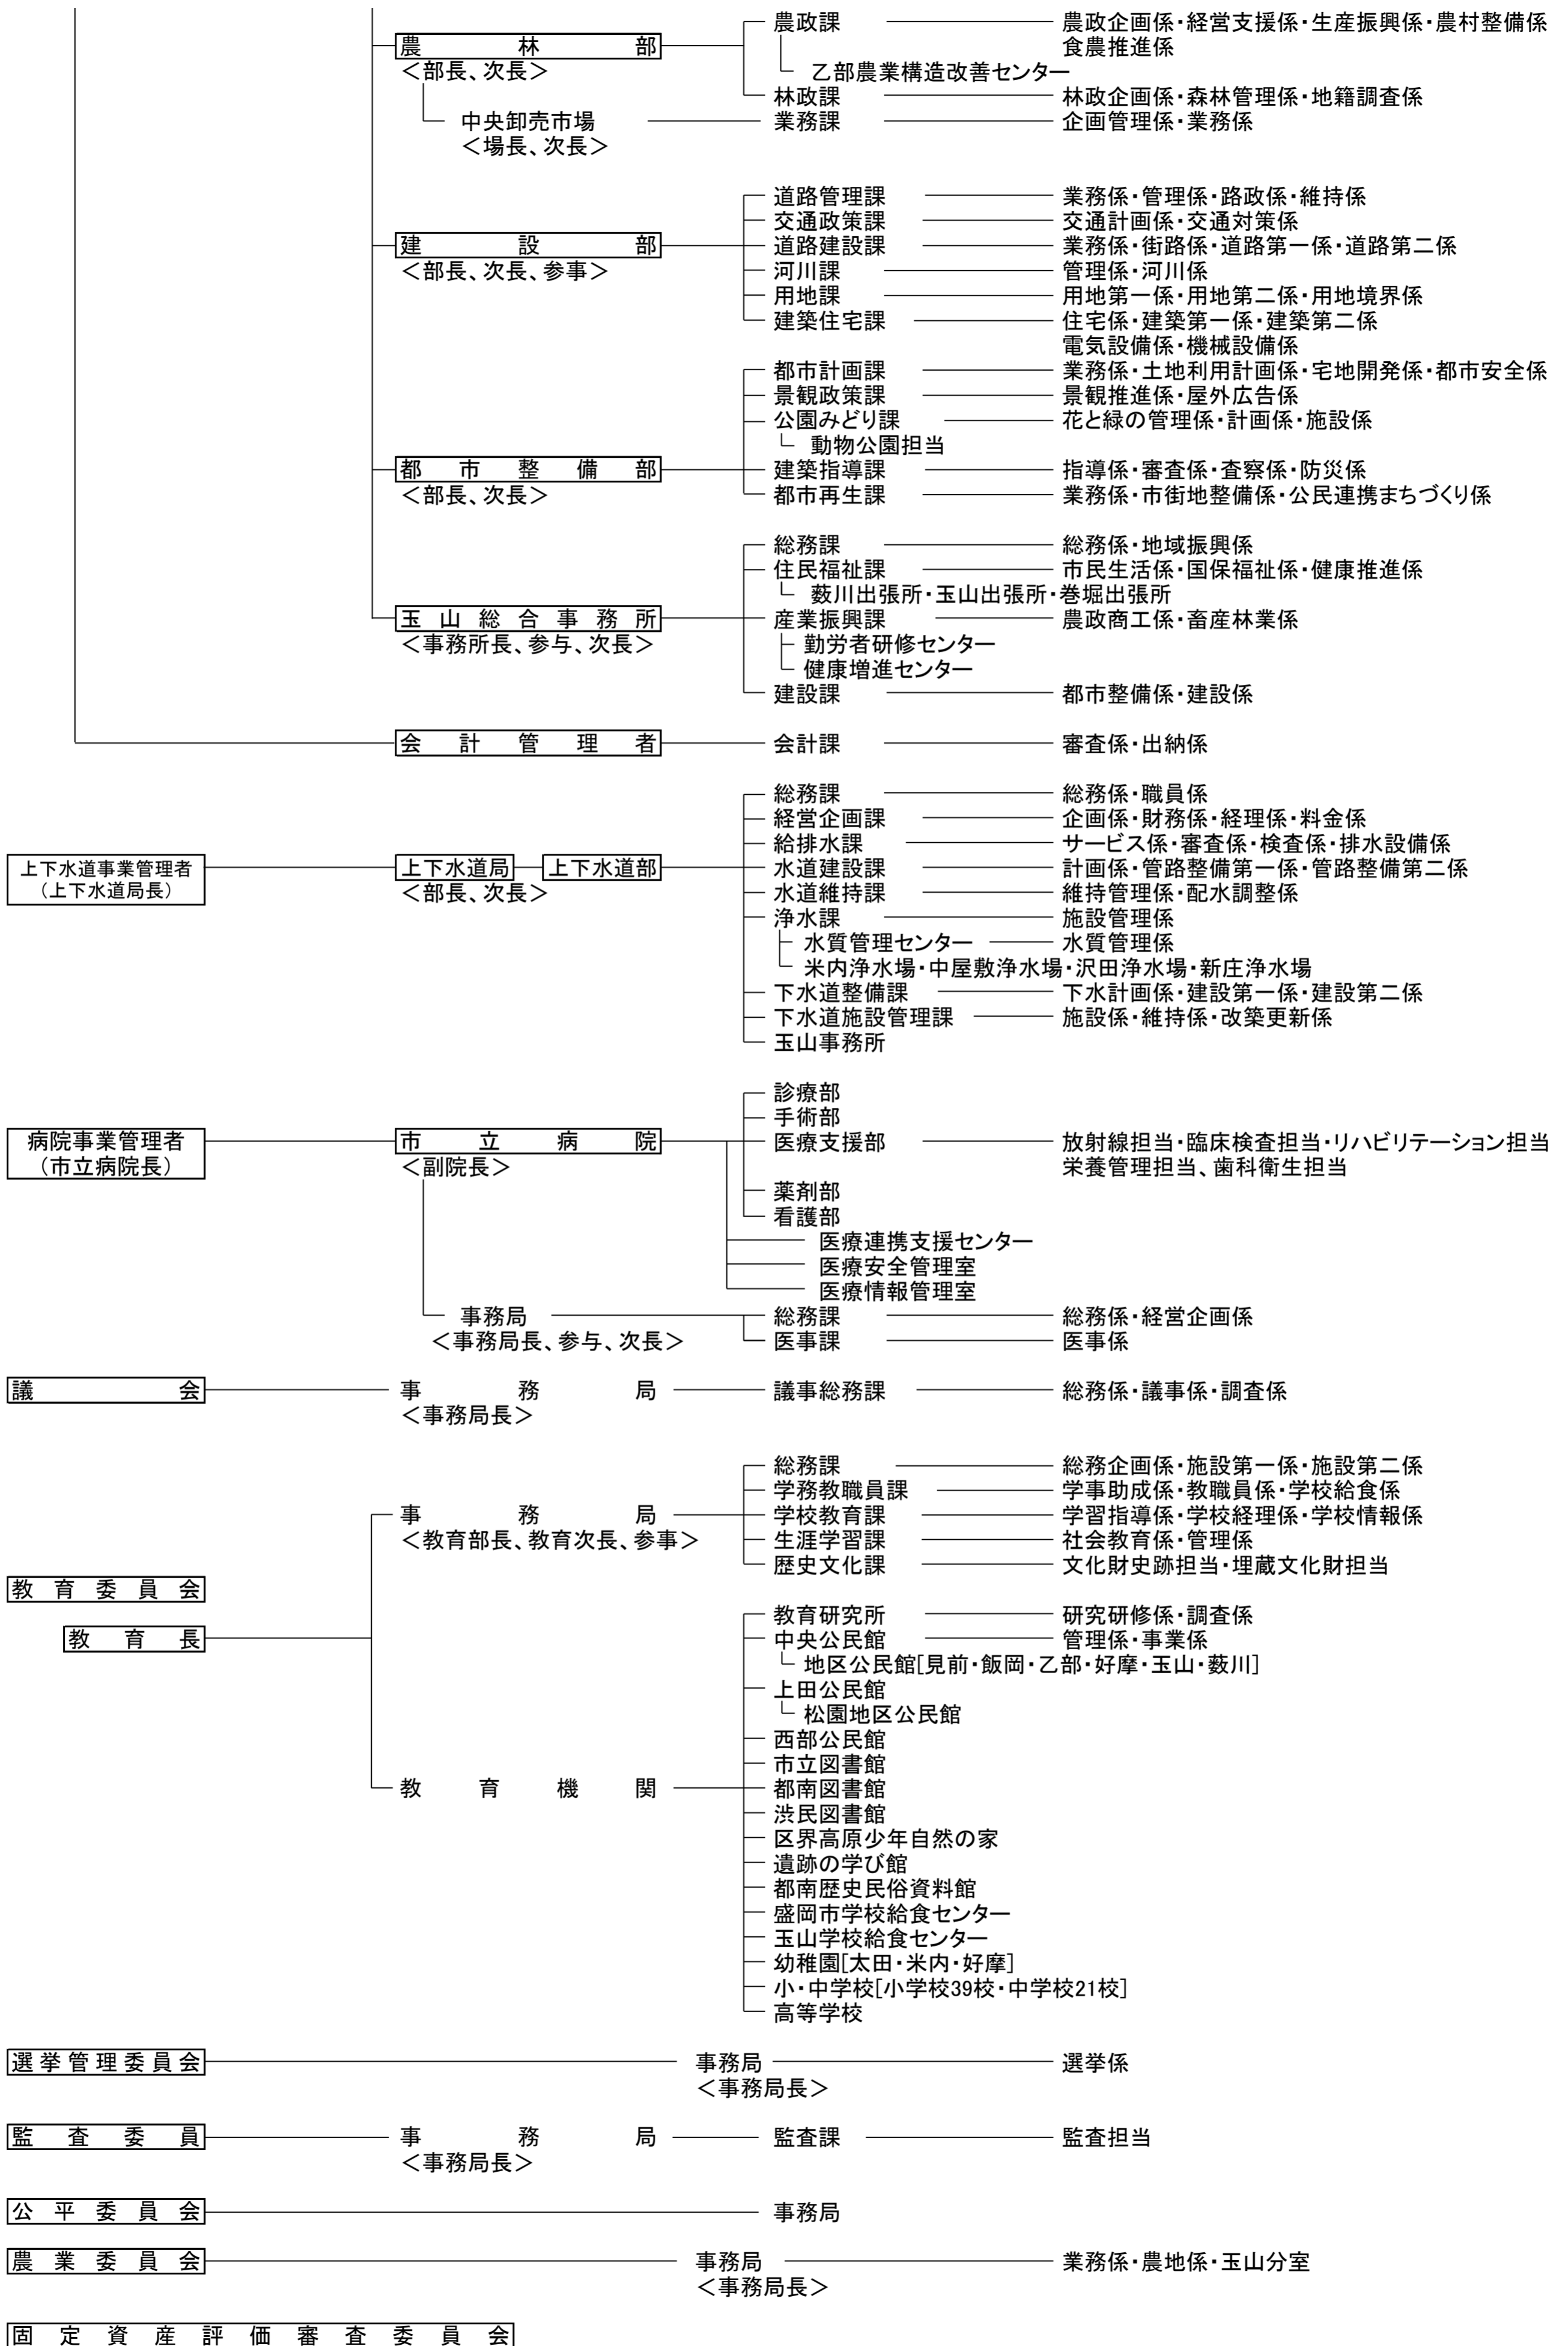 農政課 農政企画係・経営支援係・生産振興係・農村整備係
農林部 食農推進係
＜部長、次長＞ 乙部農業構造改善センター
林政課 林政企画係・森林管理係・地籍調査係
中央卸売市場 業務課 企画管理係・業務係
＜場長、次長＞
道路管理課 業務係・管理係・路政係・維持係
交通政策課 交通計画係・交通対策係
建設部 道路建設課 業務係・街路係・道路第一係・道路第二係
＜部長、次長、参事＞ 河川課 管理係・河川係
用地課 用地第一係・用地第二係・用地境界係
建築住宅課 住宅係・建築第一係・建築第二係
電気設備係・機械設備係
都市計画課 業務係・土地利用計画係・宅地開発係・都市安全係
景観政策課 景観推進係・屋外広告係
公園みどり課 花と緑の管理係・計画係・施設係
動物公園担当
都市整備部 建築指導課 指導係・審査係・査察係・防災係
＜部長、次長＞ 都市再生課 業務係・市街地整備係・公民連携まちづくり係
総務課 総務係・地域振興係
住民福祉課 市民生活係・国保福祉係・健康推進係
薮川出張所・玉山出張所・巻堀出張所
玉山総合事務所 産業振興課 農政商工係・畜産林業係
＜事務所長、参与、次長＞ 勤労者研修センター
健康増進センター
建設課 都市整備係・建設係
会計管理者 会計課 審査係・出納係
総務課 総務係・職員係
経営企画課 企画係・財務係・経理係・料金係
給排水課 サービス係・審査係・検査係・排水設備係
上下水道事業管理者 上下水道局 上下水道部 水道建設課 計画係・管路整備第一係・管路整備第二係
（上下水道局長） ＜部長、次長＞ 水道維持課 維持管理係・配水調整係
浄水課 施設管理係
水質管理センター 水質管理係
米内浄水場・中屋敷浄水場・沢田浄水場・新庄浄水場
下水道整備課 下水計画係・建設第一係・建設第二係
下水道施設管理課 施設係・維持係・改築更新係
玉山事務所
診療部
手術部
病院事業管理者 市立病院 医療支援部 放射線担当・臨床検査担当・リハビリテーション担当
（市立病院長） ＜副院長＞ 栄養管理担当、歯科衛生担当
薬剤部
看護部
医療連携支援センター
医療安全管理室
医療情報管理室
事務局 総務課 総務係・経営企画係
＜事務局長、参与、次長＞ 医事課 医事係
議会 事務局 議事総務課 総務係・議事係・調査係
＜事務局長＞
総務課 総務企画係・施設第一係・施設第二係
学務教職員課 学事助成係・教職員係・学校給食係
事務局 学校教育課 学習指導係・学校経理係・学校情報係
＜教育部長、教育次長、参事＞ 生涯学習課 社会教育係・管理係
歴史文化課 文化財史跡担当・埋蔵文化財担当
教育委員会
教育研究所 研究研修係・調査係
教育長 中央公民館 管理係・事業係
地区公民館[見前・飯岡・乙部・好摩・玉山・薮川]
上田公民館
松園地区公民館
西部公民館
市立図書館
教育機関 都南図書館
渋民図書館
区界高原少年自然の家
遺跡の学び館
都南歴史民俗資料館
盛岡市学校給食センター
玉山学校給食センター
幼稚園[太田・米内・好摩]
小・中学校[小学校39校・中学校21校]
高等学校
選挙管理委員会 事務局 選挙係
＜事務局長＞
監査委員 事務局 監査課 監査担当
＜事務局長＞
公平委員会 事務局
農業委員会 事務局 業務係・農地係・玉山分室
＜事務局長＞
固定資産評価審査委員会